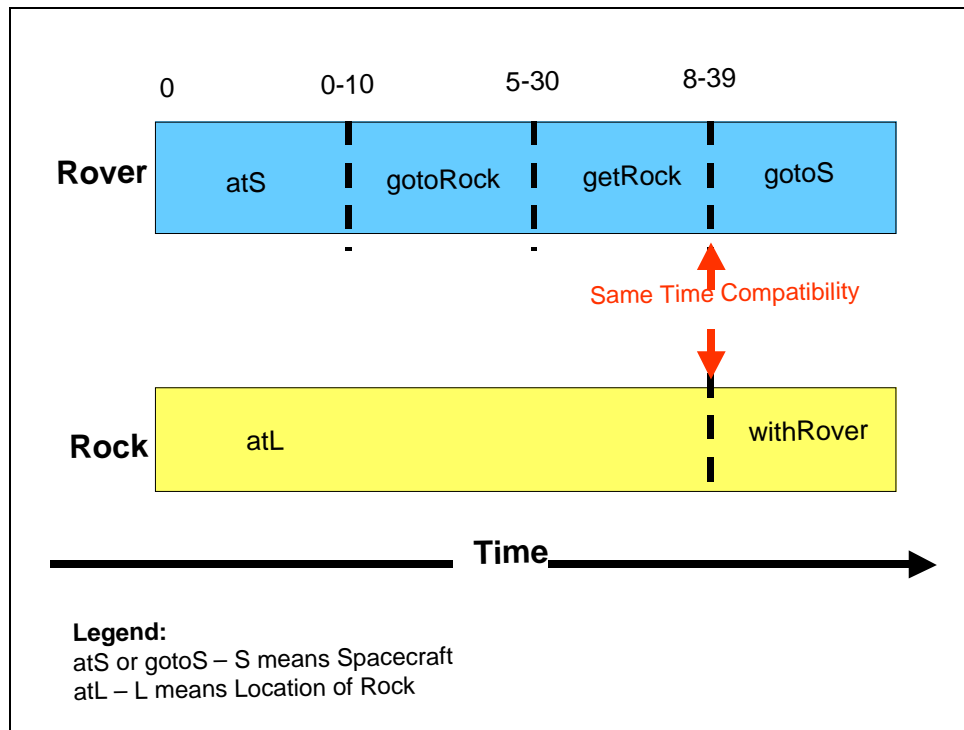 0 0-10 5-30 8-39
Rover atS gotoRock getRock gotoS
Same Time Compatibility
Rock atL withRover
Time
Legend:
atS or gotoS – S means Spacecraft
atL – L means Location of Rock